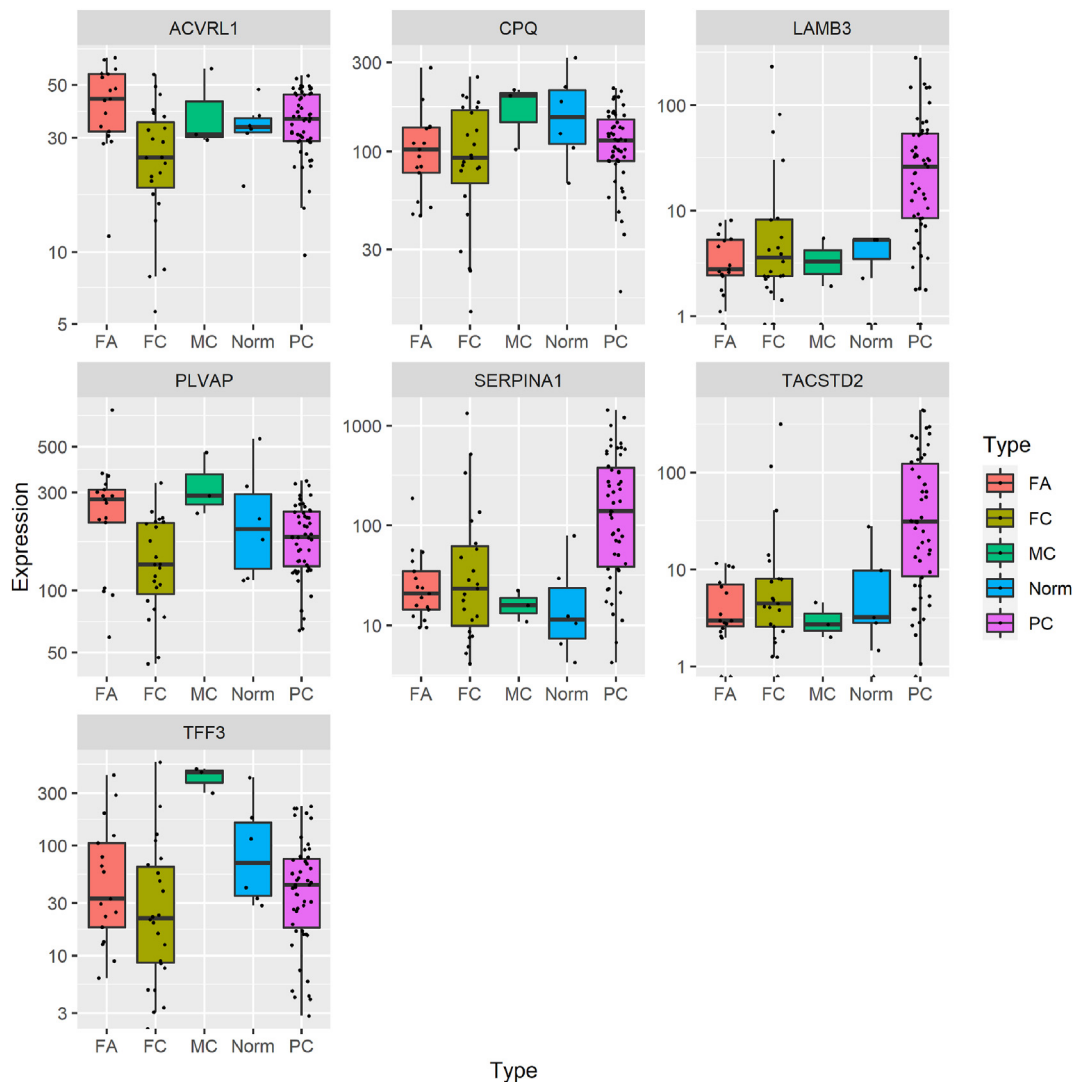 ACVRL1
CPQ
LAMB3
50
30
10
5
300
100
30
100
10
1
FA FC MC Norm PC
FA FC MC Norm PC
FA FC MC Norm PC
PLVAP
SERPINA1
TACSTD2
500
300
100
50
1000
100
10
100
10
1
FA FC MC Norm PC
FA FC MC Norm PC
FA FC MC Norm PC
TFF3
300
100
30
10
3
FA FC MC Norm PC
Expression
Type
Type
FA
FC
MC
Norm
PC